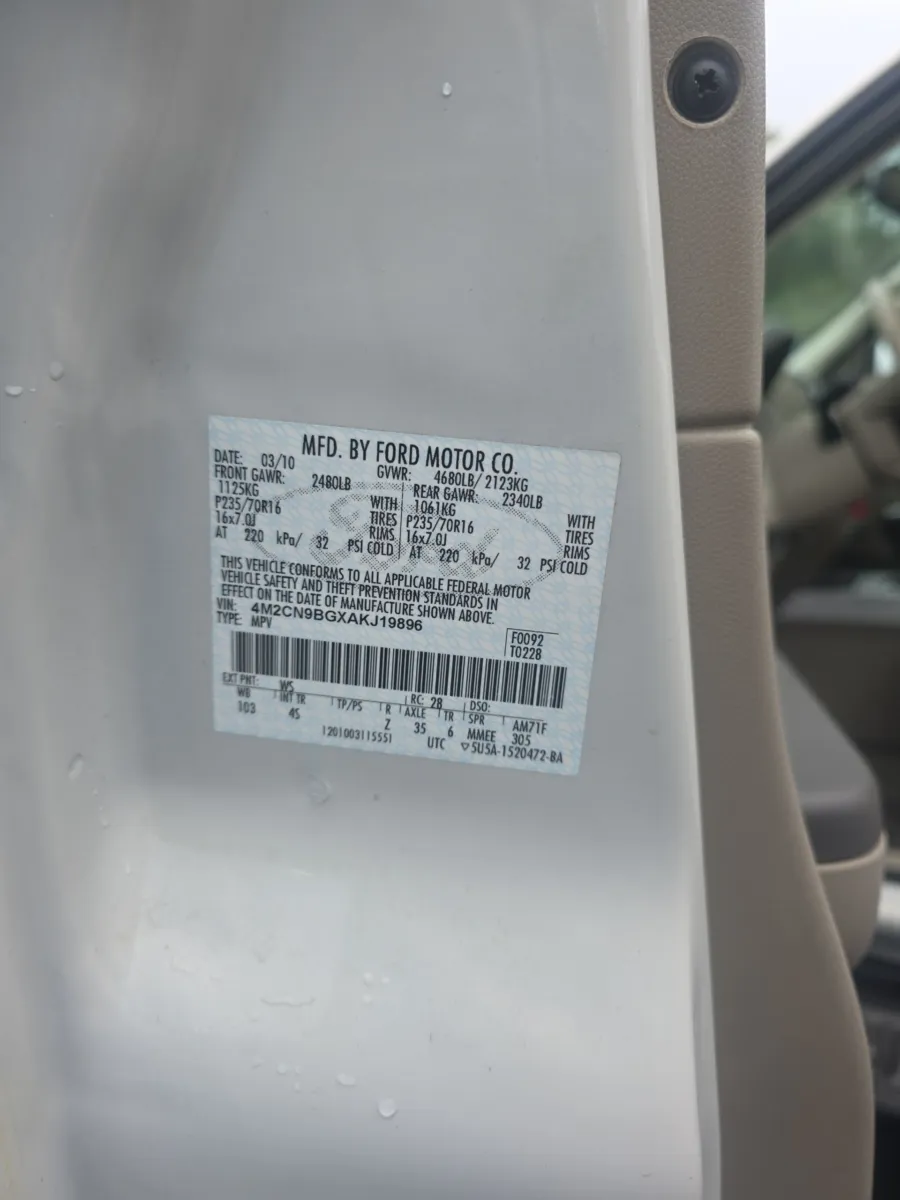 MFD. BY FORD MOTOR CO.
DATE: 03/10 GVWR: 4680LB/ 2123KG
FRONT GAWR: 2480LB REAR GAWR: 2340LB
1125KG WITH 1061KG WITH
P235/70R16 TIRES P235/70R16 TIRES
16x7.0J RIMS 16x7.0J RIMS
AT 220 kPa/ 32 PSI COLD AT 220 kPa/ 32 PSI COLD
Ford
THIS VEHICLE CONFORMS TO ALL APPLICABLE FEDERAL MOTOR
VEHICLE SAFETY AND THEFT PREVENTION STANDARDS IN
EFFECT ON THE DATE OF MANUFACTURE SHOWN ABOVE.
VIN: 4M2CN9BGXAKJ19896
TYPE: MPV
F0092
T0228
EXT PNT: WS RC: 28 DSO:
WB INT TR TP/PS R AXLE TR SPR AM71F
103 4S Z 35 6 MMEE 305
1201003115551 UTC ▽5U5A-1520472-BA